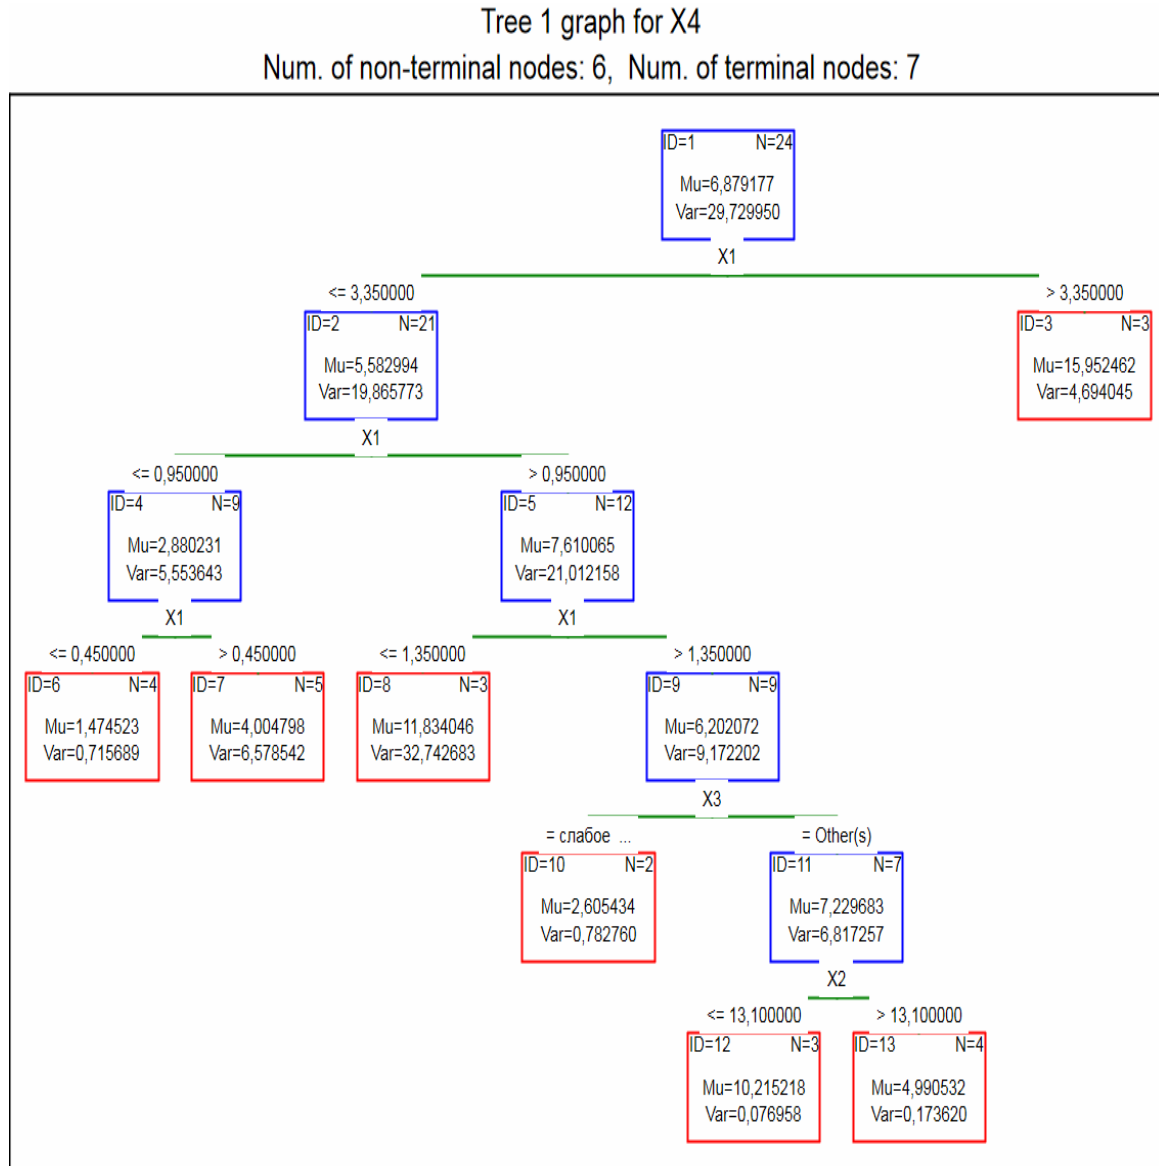 Tree 1 graph for X4
Num. of non-terminal nodes: 6, Num. of terminal nodes: 7
ID=1 N=24
Mu=6,879177
Var=29,729950
X1
<= 3,350000 > 3,350000
ID=2 N=21 ID=3 N=3
Mu=5,582994 Mu=15,952462
Var=19,865773 Var=4,694045
X1
<= 0,950000 > 0,950000
ID=4 N=9 ID=5 N=12
Mu=2,880231 Mu=7,610065
Var=5,553643 Var=21,012158
X1 X1
<= 0,450000 > 0,450000 <= 1,350000 > 1,350000
ID=6 N=4 ID=7 N=5 ID=8 N=3 ID=9 N=9
Mu=1,474523 Mu=4,004798 Mu=11,834046 Mu=6,202072
Var=0,715689 Var=6,578542 Var=32,742683 Var=9,172202
X3
= слабое ... = Other(s)
ID=10 N=2 ID=11 N=7
Mu=2,605434 Mu=7,229683
Var=0,782760 Var=6,817257
X2
<= 13,100000 > 13,100000
ID=12 N=3 ID=13 N=4
Mu=10,215218 Mu=4,990532
Var=0,076958 Var=0,173620